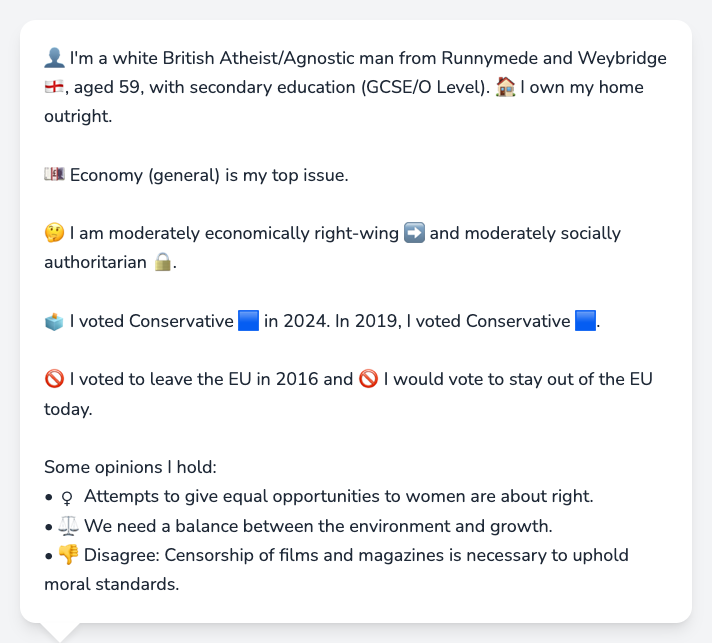 👤 I'm a white British Atheist/Agnostic man from Runnymede and Weybridge
🏴󠁧󠁢󠁥󠁮󠁧󠁿, aged 59, with secondary education (GCSE/O Level). 🏠 I own my home
outright.
💷 Economy (general) is my top issue.
🤔 I am moderately economically right-wing ➡️ and moderately socially
authoritarian 🔒.
🗳️ I voted Conservative 🟦 in 2024. In 2019, I voted Conservative 🟦.
🚫 I voted to leave the EU in 2016 and 🚫 I would vote to stay out of the EU
today.
Some opinions I hold:
• ♀ Attempts to give equal opportunities to women are about right.
• ⚖️ We need a balance between the environment and growth.
• 👎 Disagree: Censorship of films and magazines is necessary to uphold
moral standards.